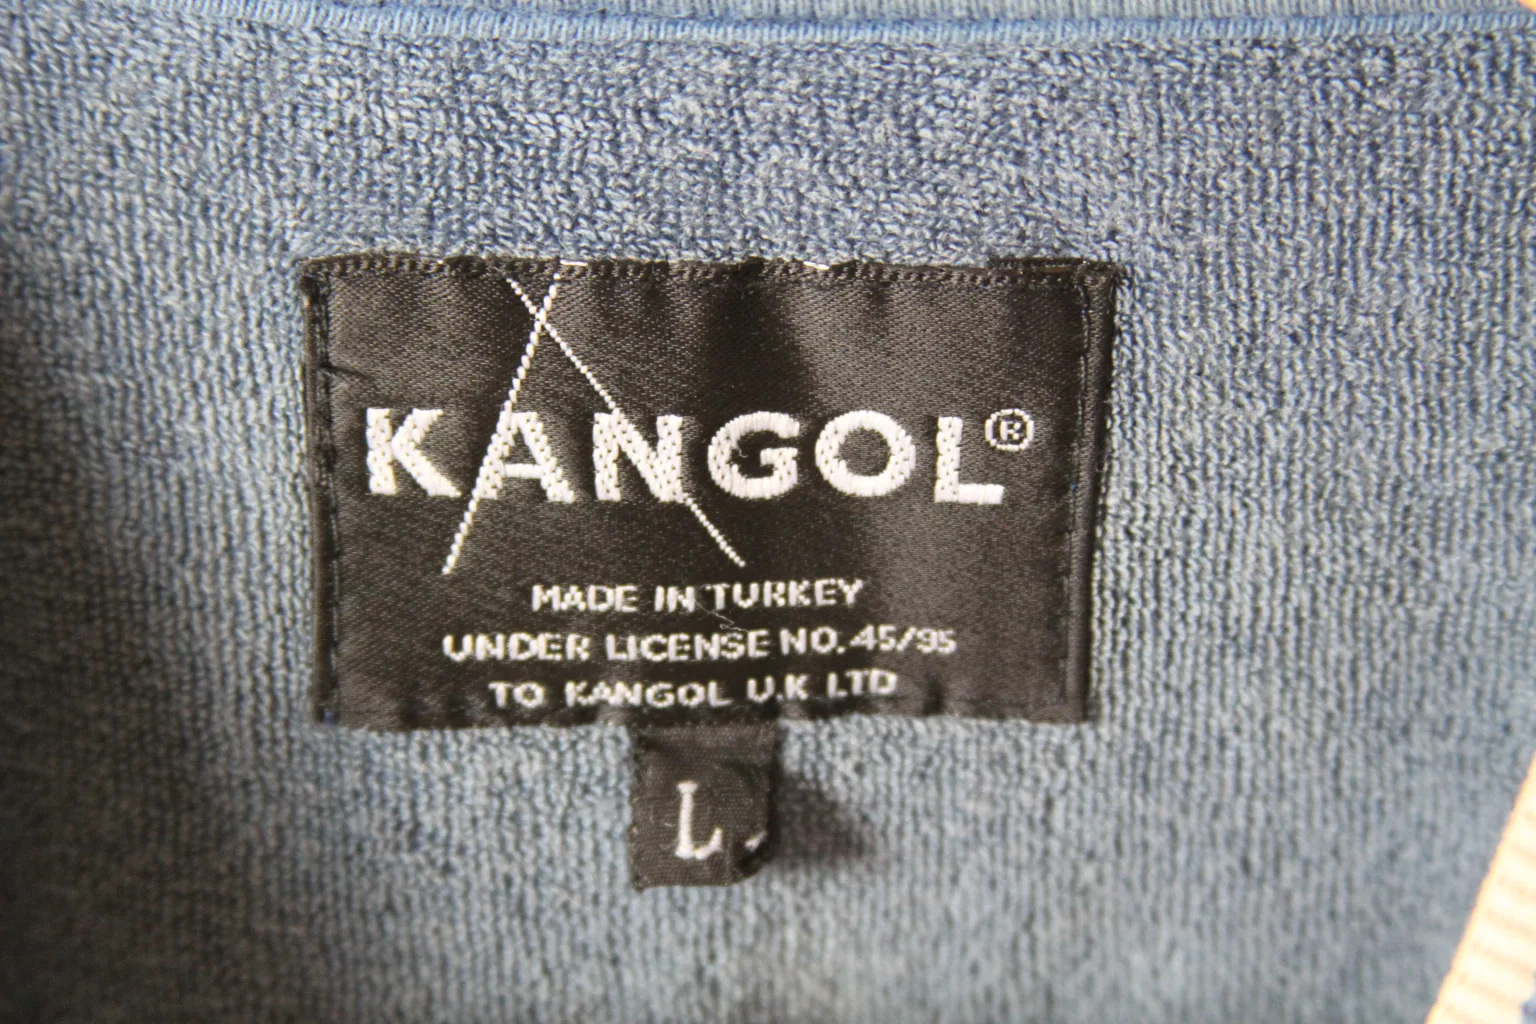 KANGOL®
MADE IN TURKEY
UNDER LICENSE NO.45/95
TO KANGOL U.K LTD
L